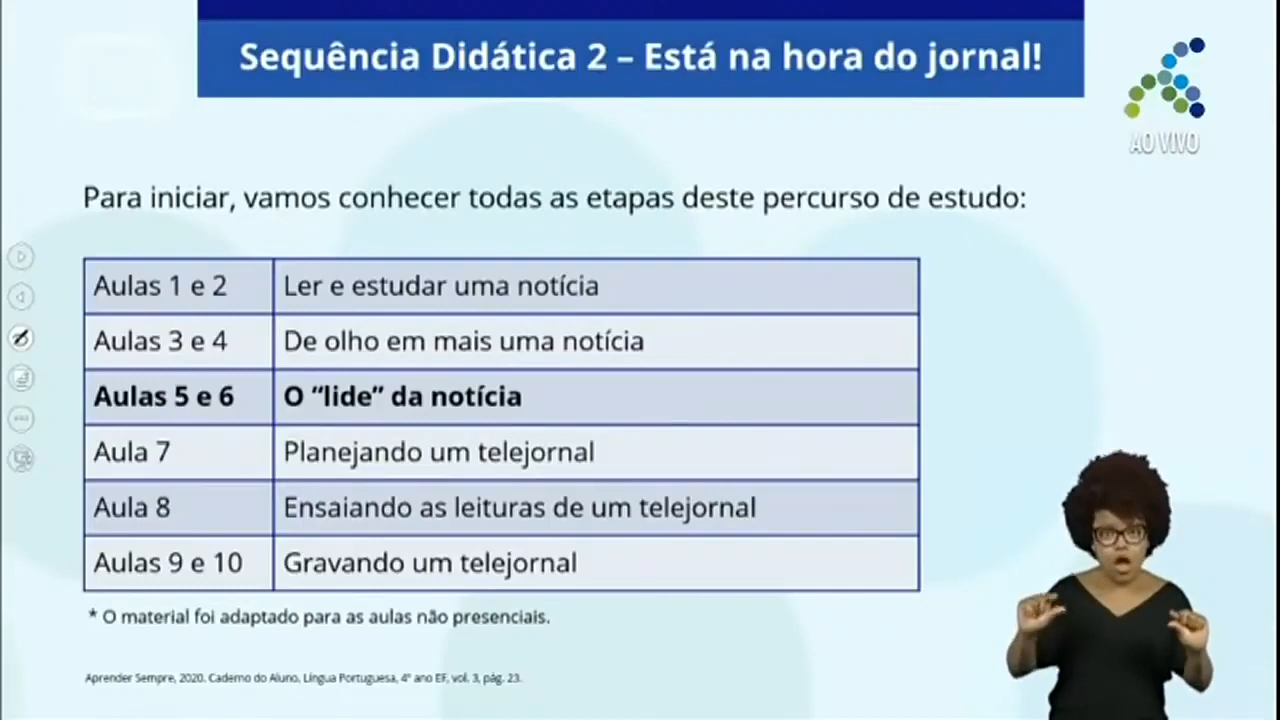 Sequência Didática 2 – Está na hora do jornal!
AO VIVO
Para iniciar, vamos conhecer todas as etapas deste percurso de estudo:
Aulas 1 e 2 Ler e estudar uma notícia
Aulas 3 e 4 De olho em mais uma notícia
Aulas 5 e 6 O “lide” da notícia
Aula 7 Planejando um telejornal
Aula 8 Ensaiando as leituras de um telejornal
Aulas 9 e 10 Gravando um telejornal
* O material foi adaptado para as aulas não presenciais.
Aprender Sempre, 2020. Caderno do Aluno, Língua Portuguesa, 4º ano EF, vol. 3, pág. 23.